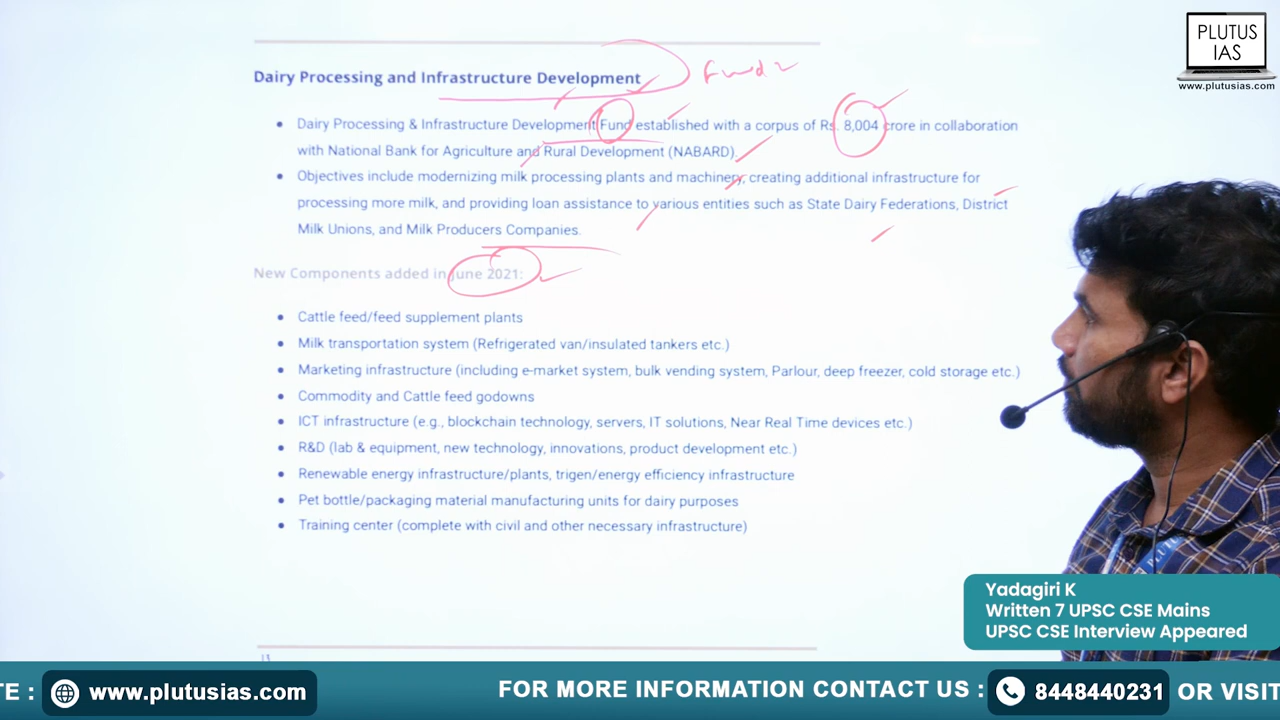 PLUTUS
IAS
www.plutusias.com
Dairy Processing and Infrastructure Development
Fund
Dairy Processing & Infrastructure Development Fund established with a corpus of Rs. 8,004 crore in collaboration
with National Bank for Agriculture and Rural Development (NABARD).
Objectives include modernizing milk processing plants and machinery, creating additional infrastructure for
processing more milk, and providing loan assistance to various entities such as State Dairy Federations, District
Milk Unions, and Milk Producers Companies.
New Components added in June 2021:
Cattle feed/feed supplement plants
Milk transportation system (Refrigerated van/insulated tankers etc.)
Marketing infrastructure (including e-market system, bulk vending system, Parlour, deep freezer, cold storage etc.)
Commodity and Cattle feed godowns
ICT infrastructure (e.g., blockchain technology, servers, IT solutions, Near Real Time devices etc.)
R&D (lab & equipment, new technology, innovations, product development etc.)
Renewable energy infrastructure/plants, trigen/energy efficiency infrastructure
Pet bottle/packaging material manufacturing units for dairy purposes
Training center (complete with civil and other necessary infrastructure)
Yadagiri K
Written 7 UPSC CSE Mains
UPSC CSE Interview Appeared
TE : www.plutusias.com FOR MORE INFORMATION CONTACT US : 8448440231 OR VISIT